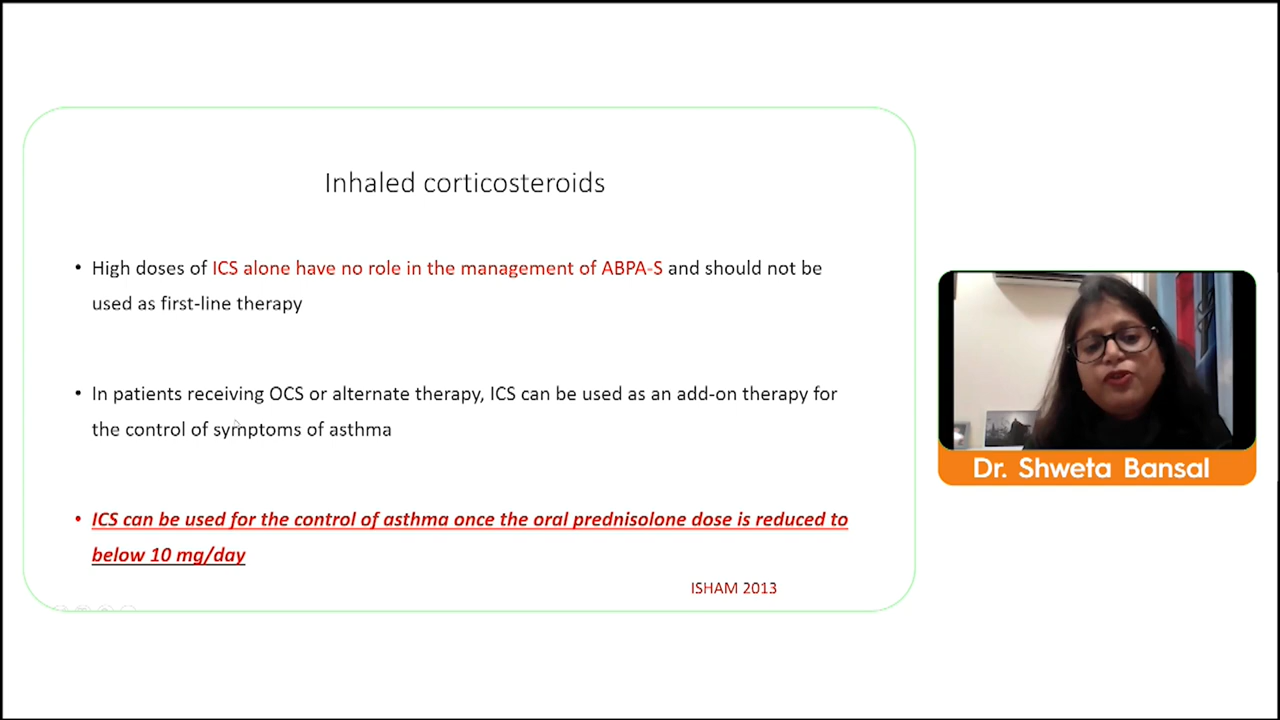 Inhaled corticosteroids
• High doses of ICS alone have no role in the management of ABPA-S and should not be
used as first-line therapy
• In patients receiving OCS or alternate therapy, ICS can be used as an add-on therapy for
the control of symptoms of asthma
• ICS can be used for the control of asthma once the oral prednisolone dose is reduced to
below 10 mg/day
ISHAM 2013
Dr. Shweta Bansal